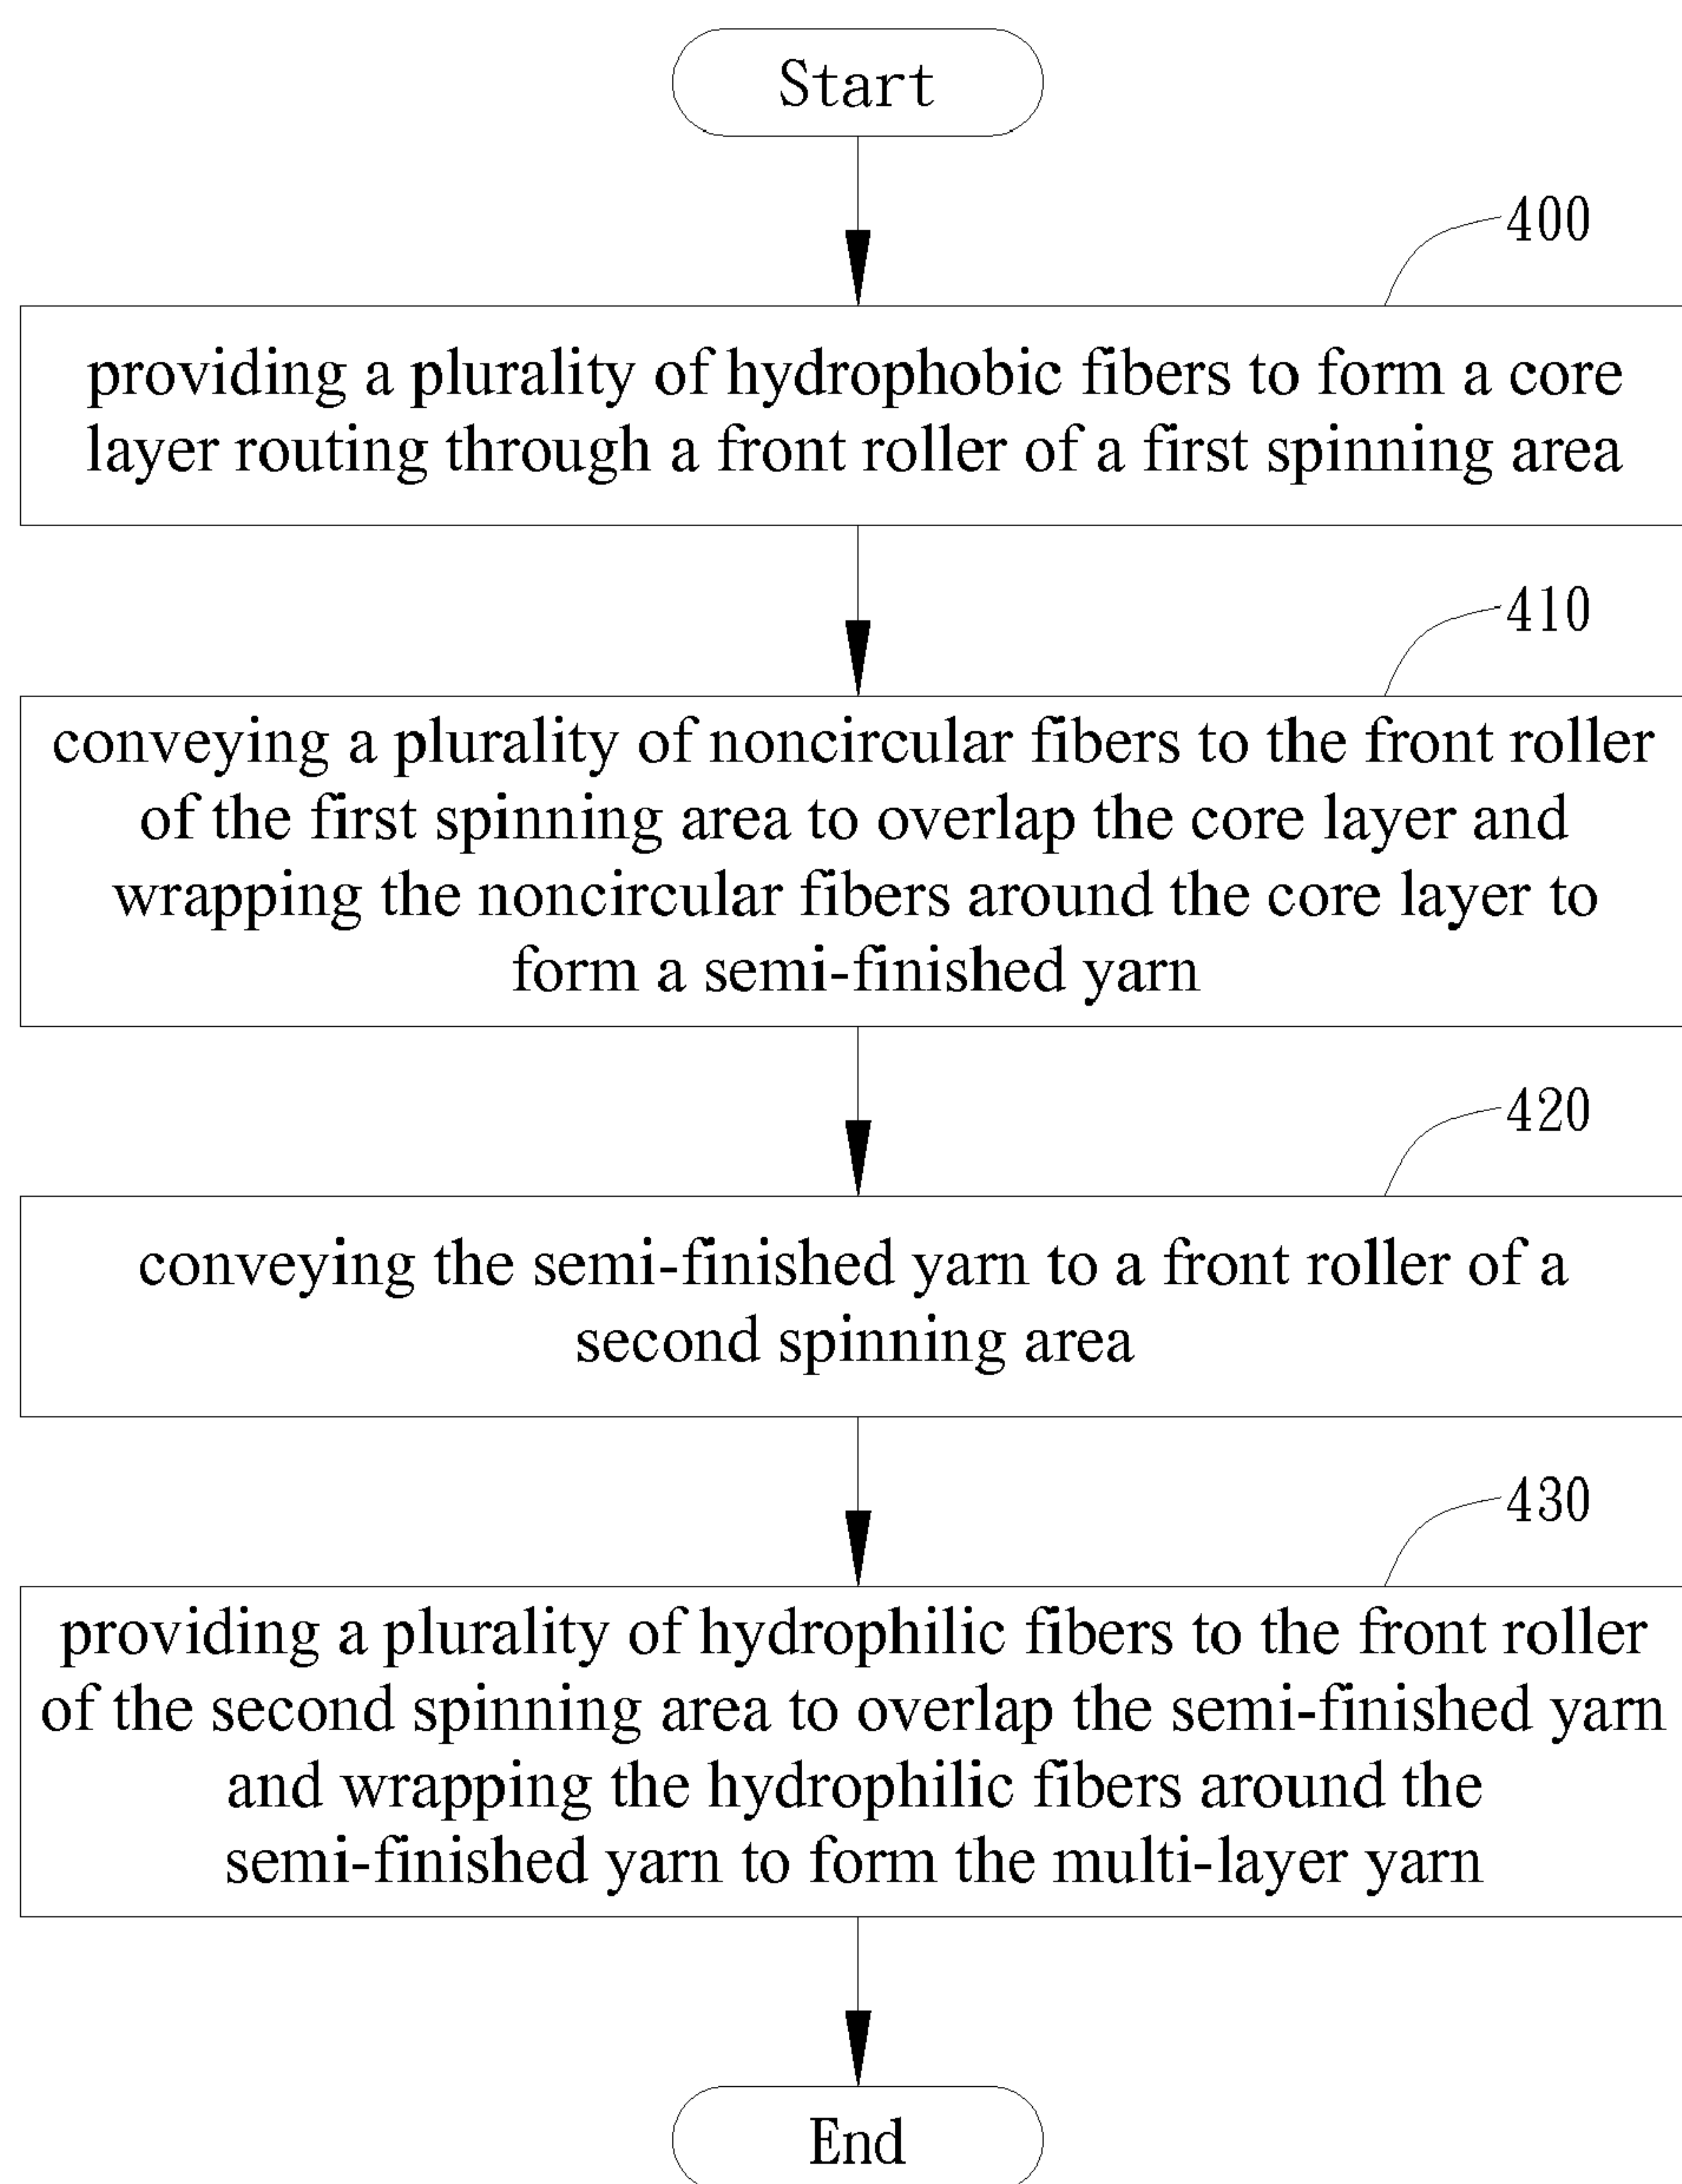 Start
400
providing a plurality of hydrophobic fibers to form a core
layer routing through a front roller of a first spinning area
410
conveying a plurality of noncircular fibers to the front roller
of the first spinning area to overlap the core layer and
wrapping the noncircular fibers around the core layer to
form a semi-finished yarn
420
conveying the semi-finished yarn to a front roller of a
second spinning area
430
providing a plurality of hydrophilic fibers to the front roller
of the second spinning area to overlap the semi-finished yarn
and wrapping the hydrophilic fibers around the
semi-finished yarn to form the multi-layer yarn
End